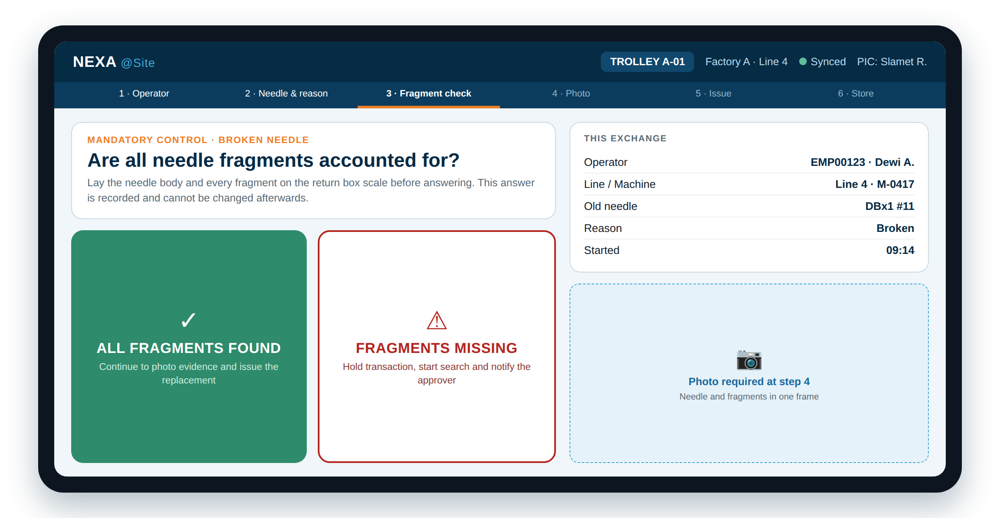 NEXA @Site
TROLLEY A-01
Factory A · Line 4
Synced
PIC: Slamet R.
1 · Operator
2 · Needle & reason
3 · Fragment check
4 · Photo
5 · Issue
6 · Store
MANDATORY CONTROL · BROKEN NEEDLE
Are all needle fragments accounted for?
Lay the needle body and every fragment on the return box scale before answering. This answer
is recorded and cannot be changed afterwards.
✓
ALL FRAGMENTS FOUND
Continue to photo evidence and issue the
replacement
⚠
FRAGMENTS MISSING
Hold transaction, start search and notify the
approver
THIS EXCHANGE
Operator EMP00123 · Dewi A.
Line / Machine Line 4 · M-0417
Old needle DBx1 #11
Reason Broken
Started 09:14
Photo required at step 4
Needle and fragments in one frame